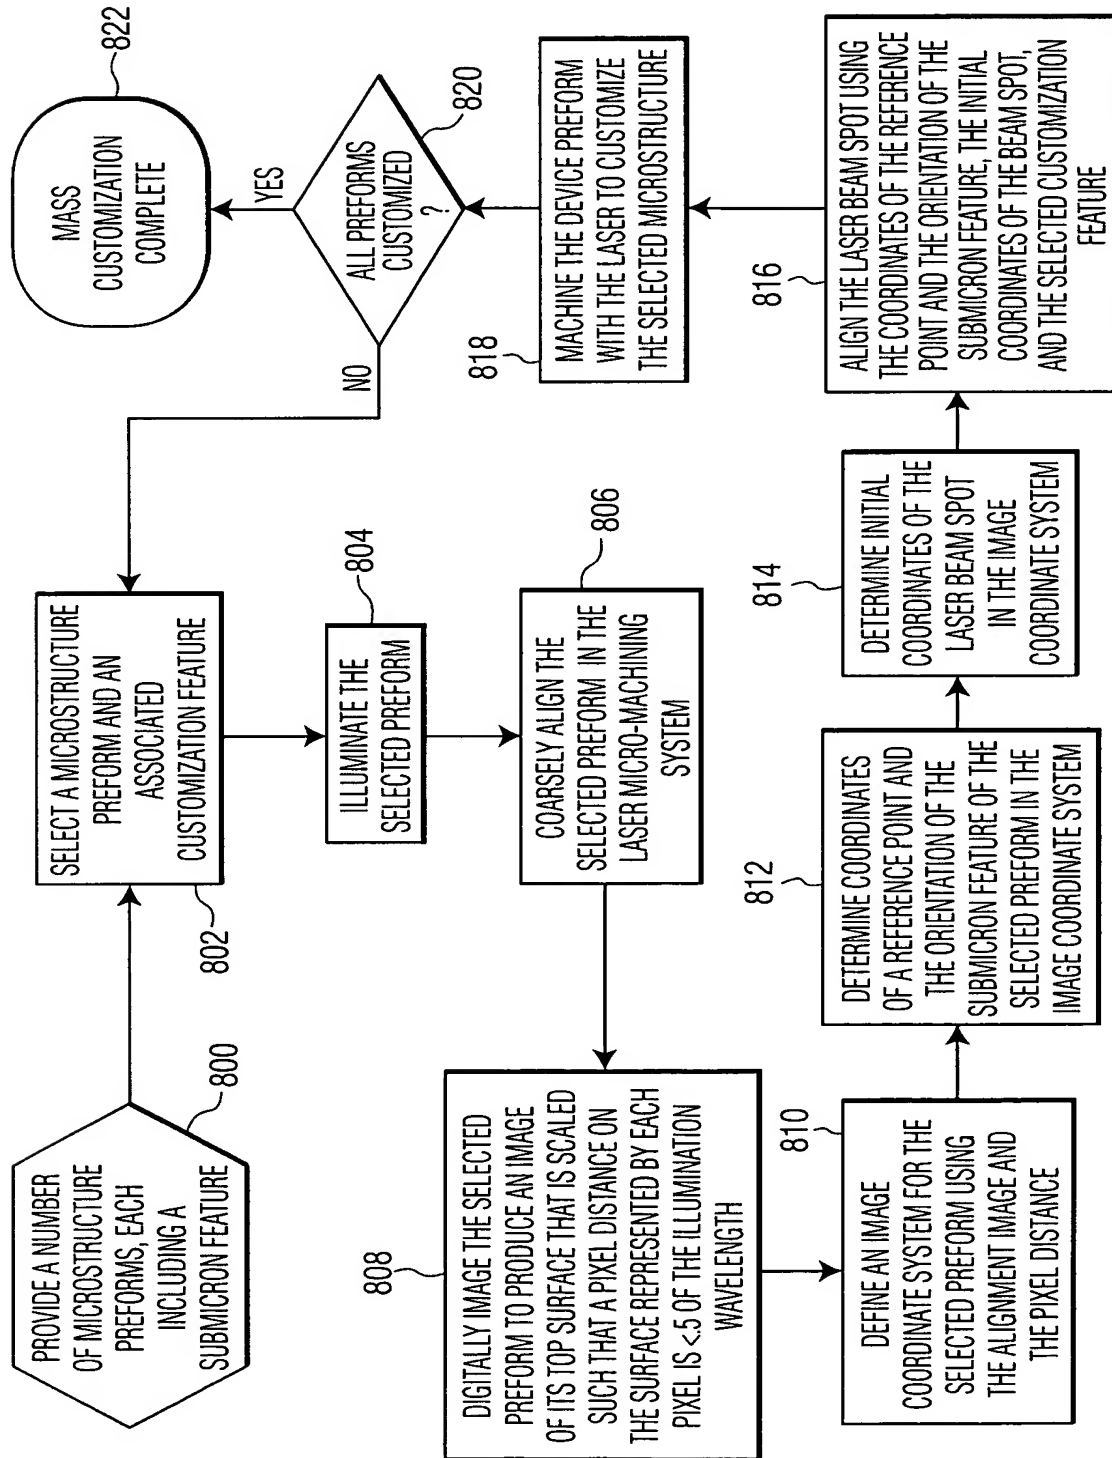 PROVIDE A NUMBER
OF MICROSTRUCTURE
PREFORMS, EACH
INCLUDING A
SUBMICRON FEATURE
800
SELECT A MICROSTRUCTURE
PREFORM AND AN
ASSOCIATED
CUSTOMIZATION FEATURE
802
ILLUMINATE THE
SELECTED PREFORM
804
COARSELY ALIGN THE
SELECTED PREFORM IN THE
LASER MICRO-MACHINING
SYSTEM
806
DIGITALLY IMAGE THE SELECTED
PREFORM TO PRODUCE AN IMAGE
OF ITS TOP SURFACE THAT IS SCALED
SUCH THAT A PIXEL DISTANCE ON
THE SURFACE REPRESENTED BY EACH
PIXEL IS <.5 OF THE ILLUMINATION
WAVELENGTH
808
DEFINE AN IMAGE
COORDINATE SYSTEM FOR THE
SELECTED PREFORM USING
THE ALIGNMENT IMAGE AND
THE PIXEL DISTANCE
810
DETERMINE COORDINATES
OF A REFERENCE POINT AND
THE ORIENTATION OF THE
SUBMICRON FEATURE OF THE
SELECTED PREFORM IN THE
IMAGE COORDINATE SYSTEM
812
DETERMINE INITIAL
COORDINATES OF THE
LASER BEAM SPOT
IN THE IMAGE
COORDINATE SYSTEM
814
ALIGN THE LASER BEAM SPOT USING
THE COORDINATES OF THE REFERENCE
POINT AND THE ORIENTATION OF THE
SUBMICRON FEATURE, THE INITIAL
COORDINATES OF THE BEAM SPOT,
AND THE SELECTED CUSTOMIZATION
FEATURE
816
MACHINE THE DEVICE PREFORM
WITH THE LASER TO CUSTOMIZE
THE SELECTED MICROSTRUCTURE
818
ALL PREFORMS
CUSTOMIZED
?
820
NO
YES
MASS
CUSTOMIZATION
COMPLETE
822